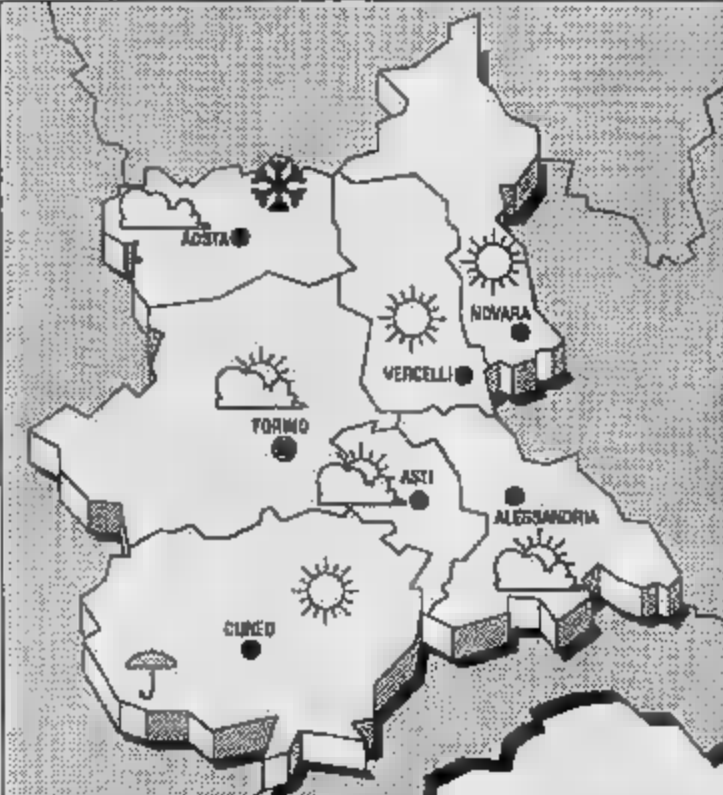 AOSTA
NOVARA
VERCELLI
TORINO
ASTI
ALESSANDRIA
CUNEO